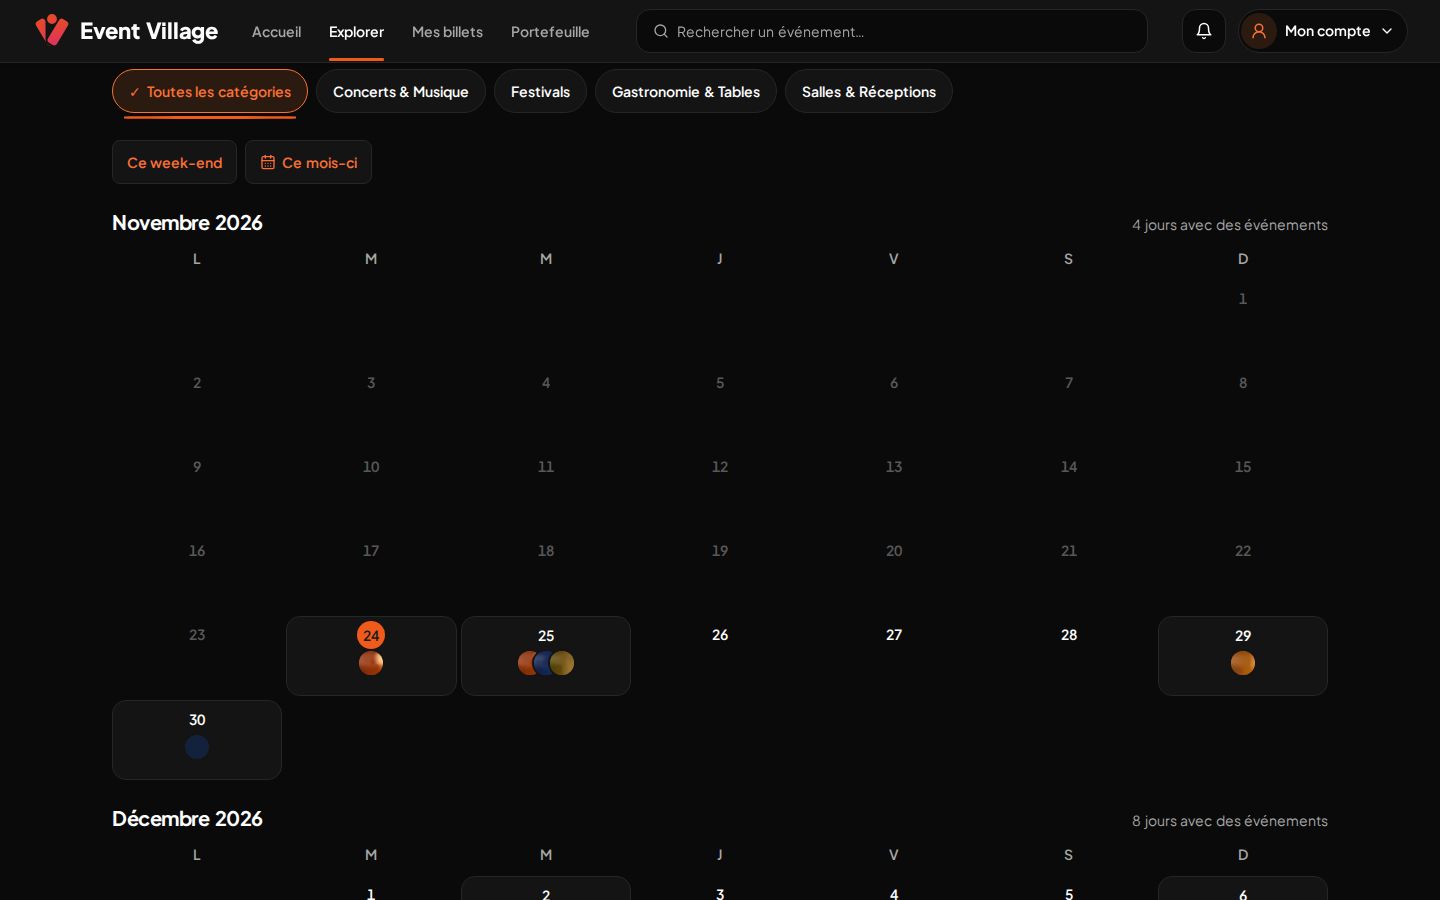 Event Village
Accueil
Explorer
Mes billets
Portefeuille
Rechercher un événement...
Mon compte
✓ Toutes les catégories
Concerts & Musique
Festivals
Gastronomie & Tables
Salles & Réceptions
Ce week-end
Ce mois-ci
Novembre 2026
4 jours avec des événements
L M M J V S D
1
2 3 4 5 6 7 8
9 10 11 12 13 14 15
16 17 18 19 20 21 22
23 24 25 26 27 28 29
30
Décembre 2026
8 jours avec des événements
L M M J V S D
1 2 3 4 5 6